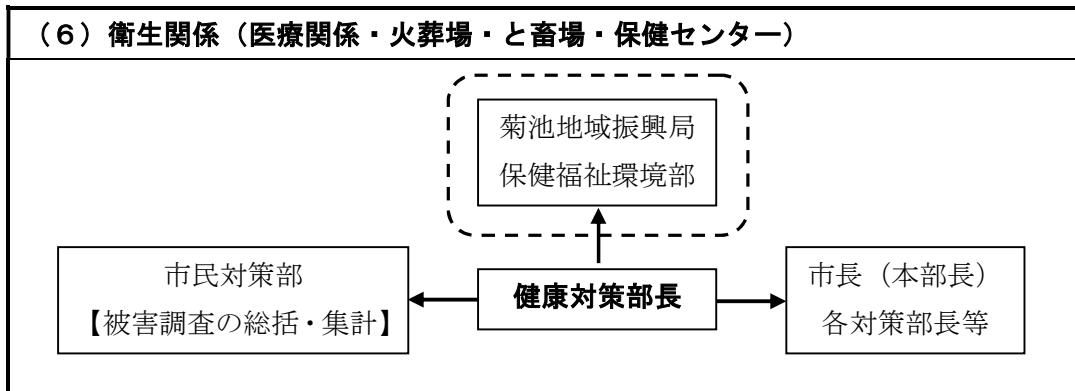 (6)衛生関係(医療関係・火葬場・と畜場・保健センター)
菊池地域振興局
保健福祉環境部
市民対策部
【被害調査の総括・集計】
健康対策部長
市長(本部長)
各対策部長等